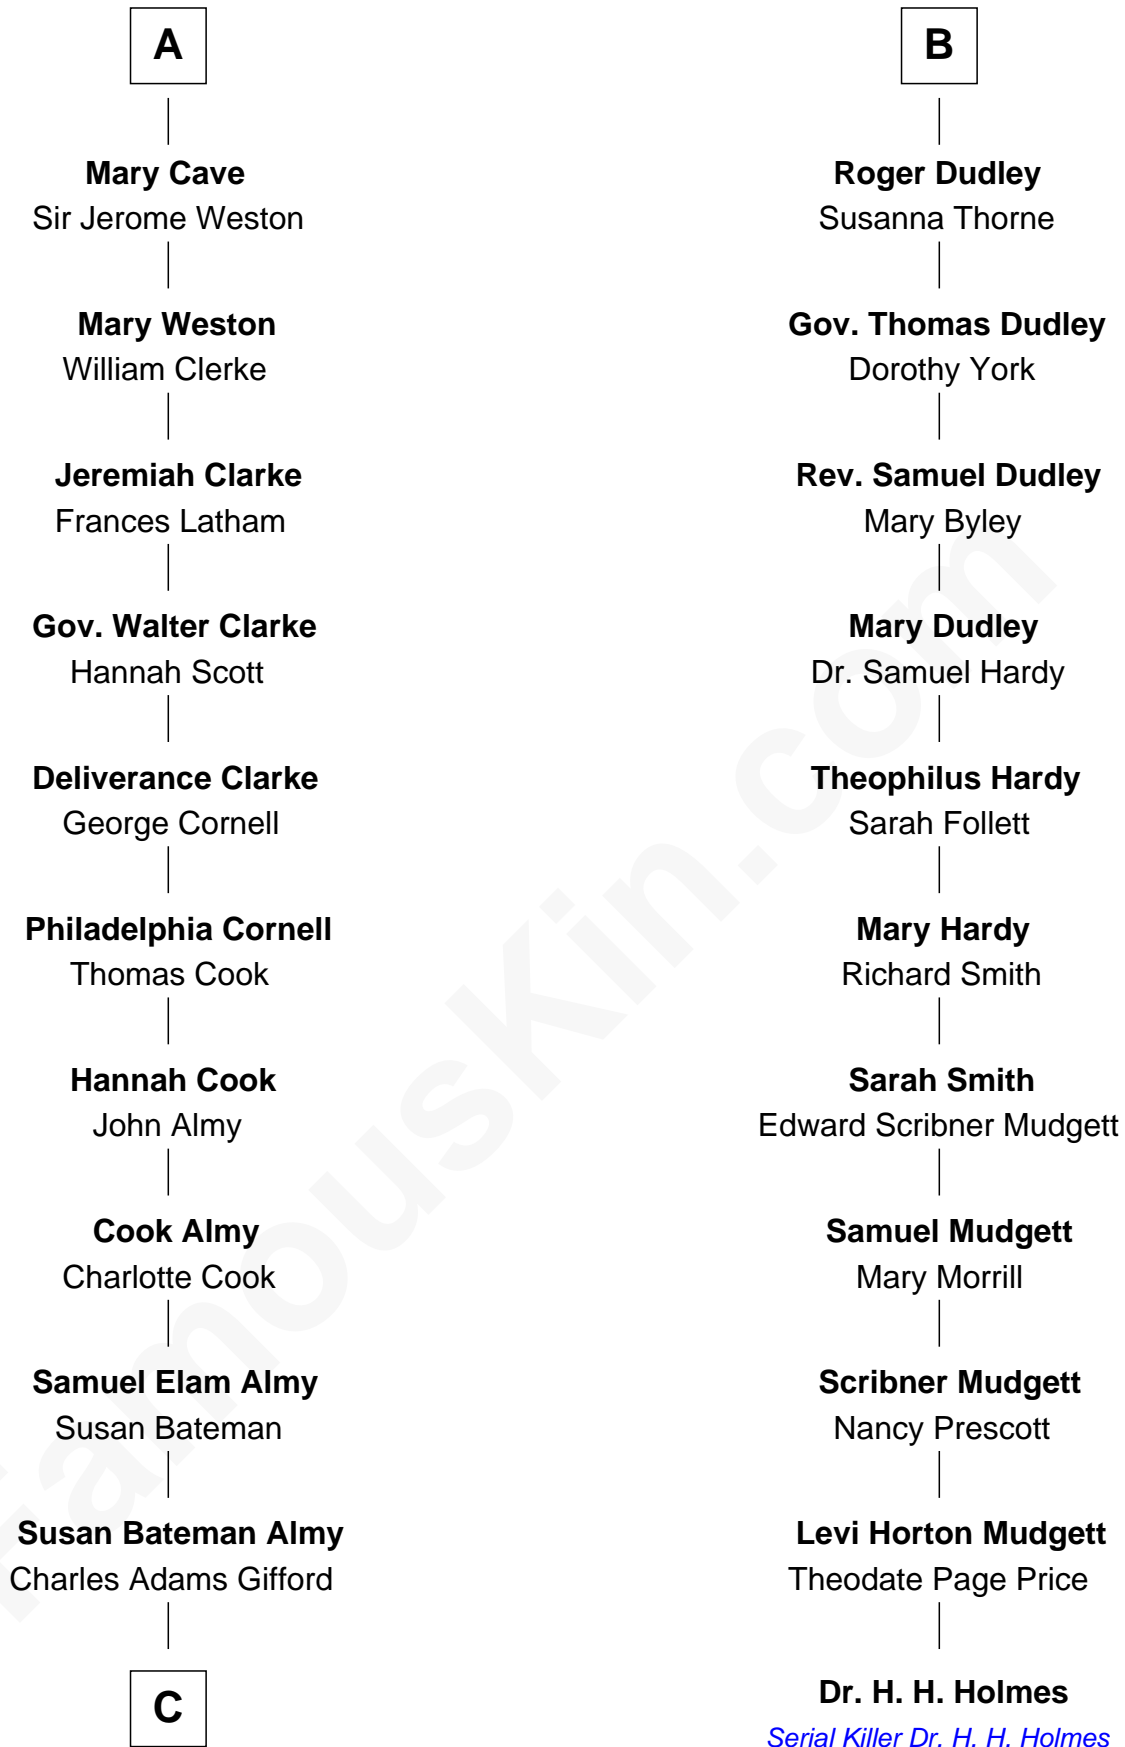 A
Mary Cave
Sir Jerome Weston
Mary Weston
William Clerke
Jeremiah Clarke
Frances Latham
Gov. Walter Clarke
Hannah Scott
Deliverance Clarke
George Cornell
Philadelphia Cornell
Thomas Cook
Hannah Cook
John Almy
Cook Almy
Charlotte Cook
Samuel Elam Almy
Susan Bateman
Susan Bateman Almy
Charles Adams Gifford
C
B
Roger Dudley
Susanna Thorne
Gov. Thomas Dudley
Dorothy York
Rev. Samuel Dudley
Mary Byley
Mary Dudley
Dr. Samuel Hardy
Theophilus Hardy
Sarah Follett
Mary Hardy
Richard Smith
Sarah Smith
Edward Scribner Mudgett
Samuel Mudgett
Mary Morrill
Scribner Mudgett
Nancy Prescott
Levi Horton Mudgett
Theodate Page Price
Dr. H. H. Holmes
Serial Killer Dr. H. H. Holmes
FamousKin.com